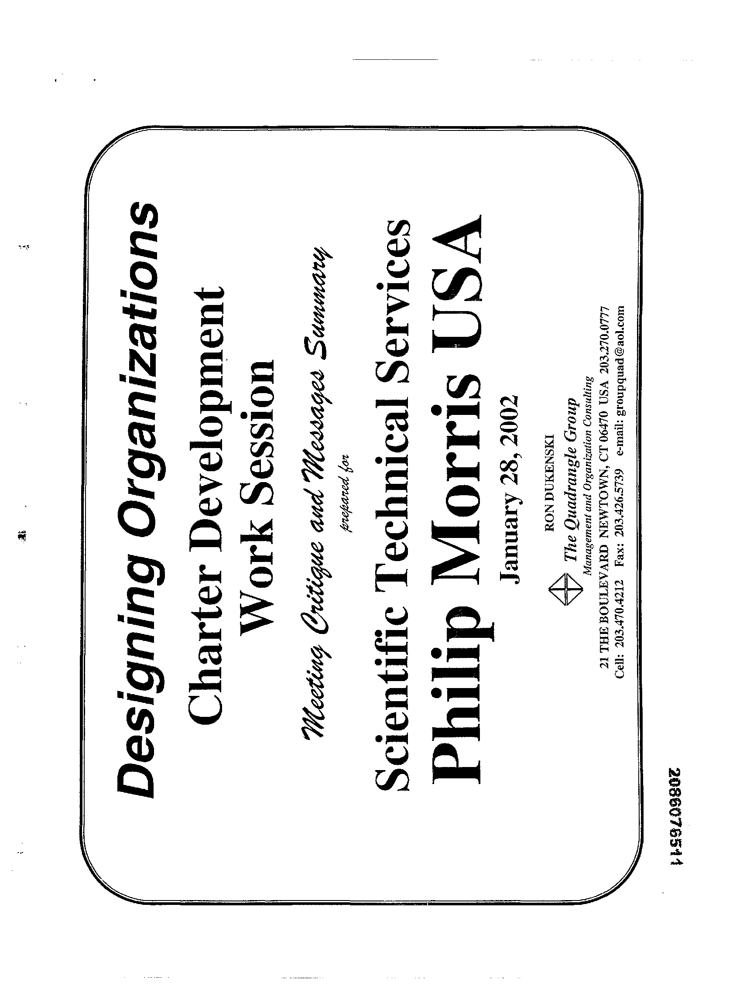 Designing Organizations
Charter Development
Work Session
Meeting Critique and Messages Summary
prepared for
Scientific Technical Services
Philip Morris USA
January 28, 2002
RON DUKENSKI
The Quadrangle Group
Management and Organization Consulting
21 THE BOULEVARD NEWTOWN, CT 06470 USA 203.270.0777
Cell: 203.470.4212 Fax: 203.426.5739 e-mail: groupquad@aol.com
2086076511